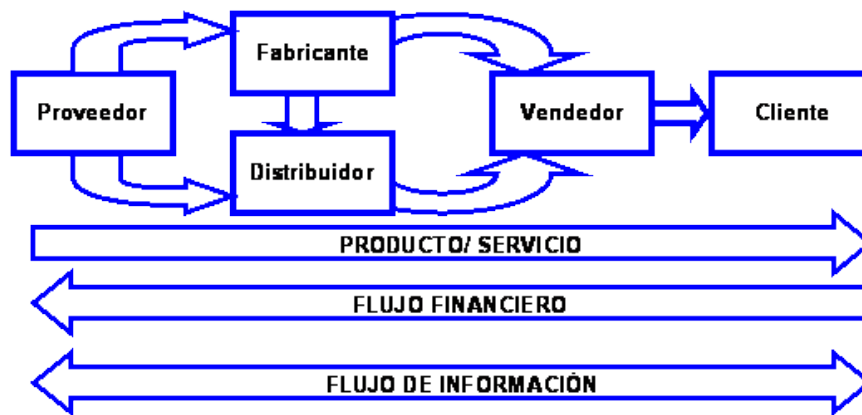 Fabricante
Proveedor
Vendedor
Cliente
Distribuidor
PRODUCTO/ SERVICIO
FLUJO FINANCIERO
FLUJO DE INFORMACIÓN